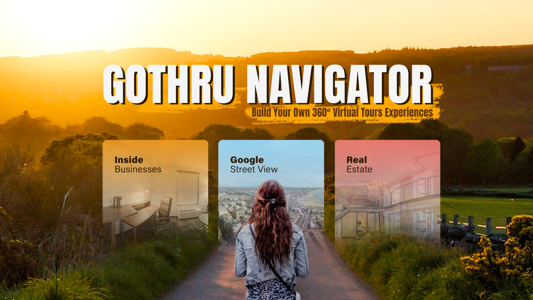 GOTHRU NAVIGATOR
Build Your Own 360° Virtual Tours Experiences
Inside
Businesses
Google
Street View
Real
Estate